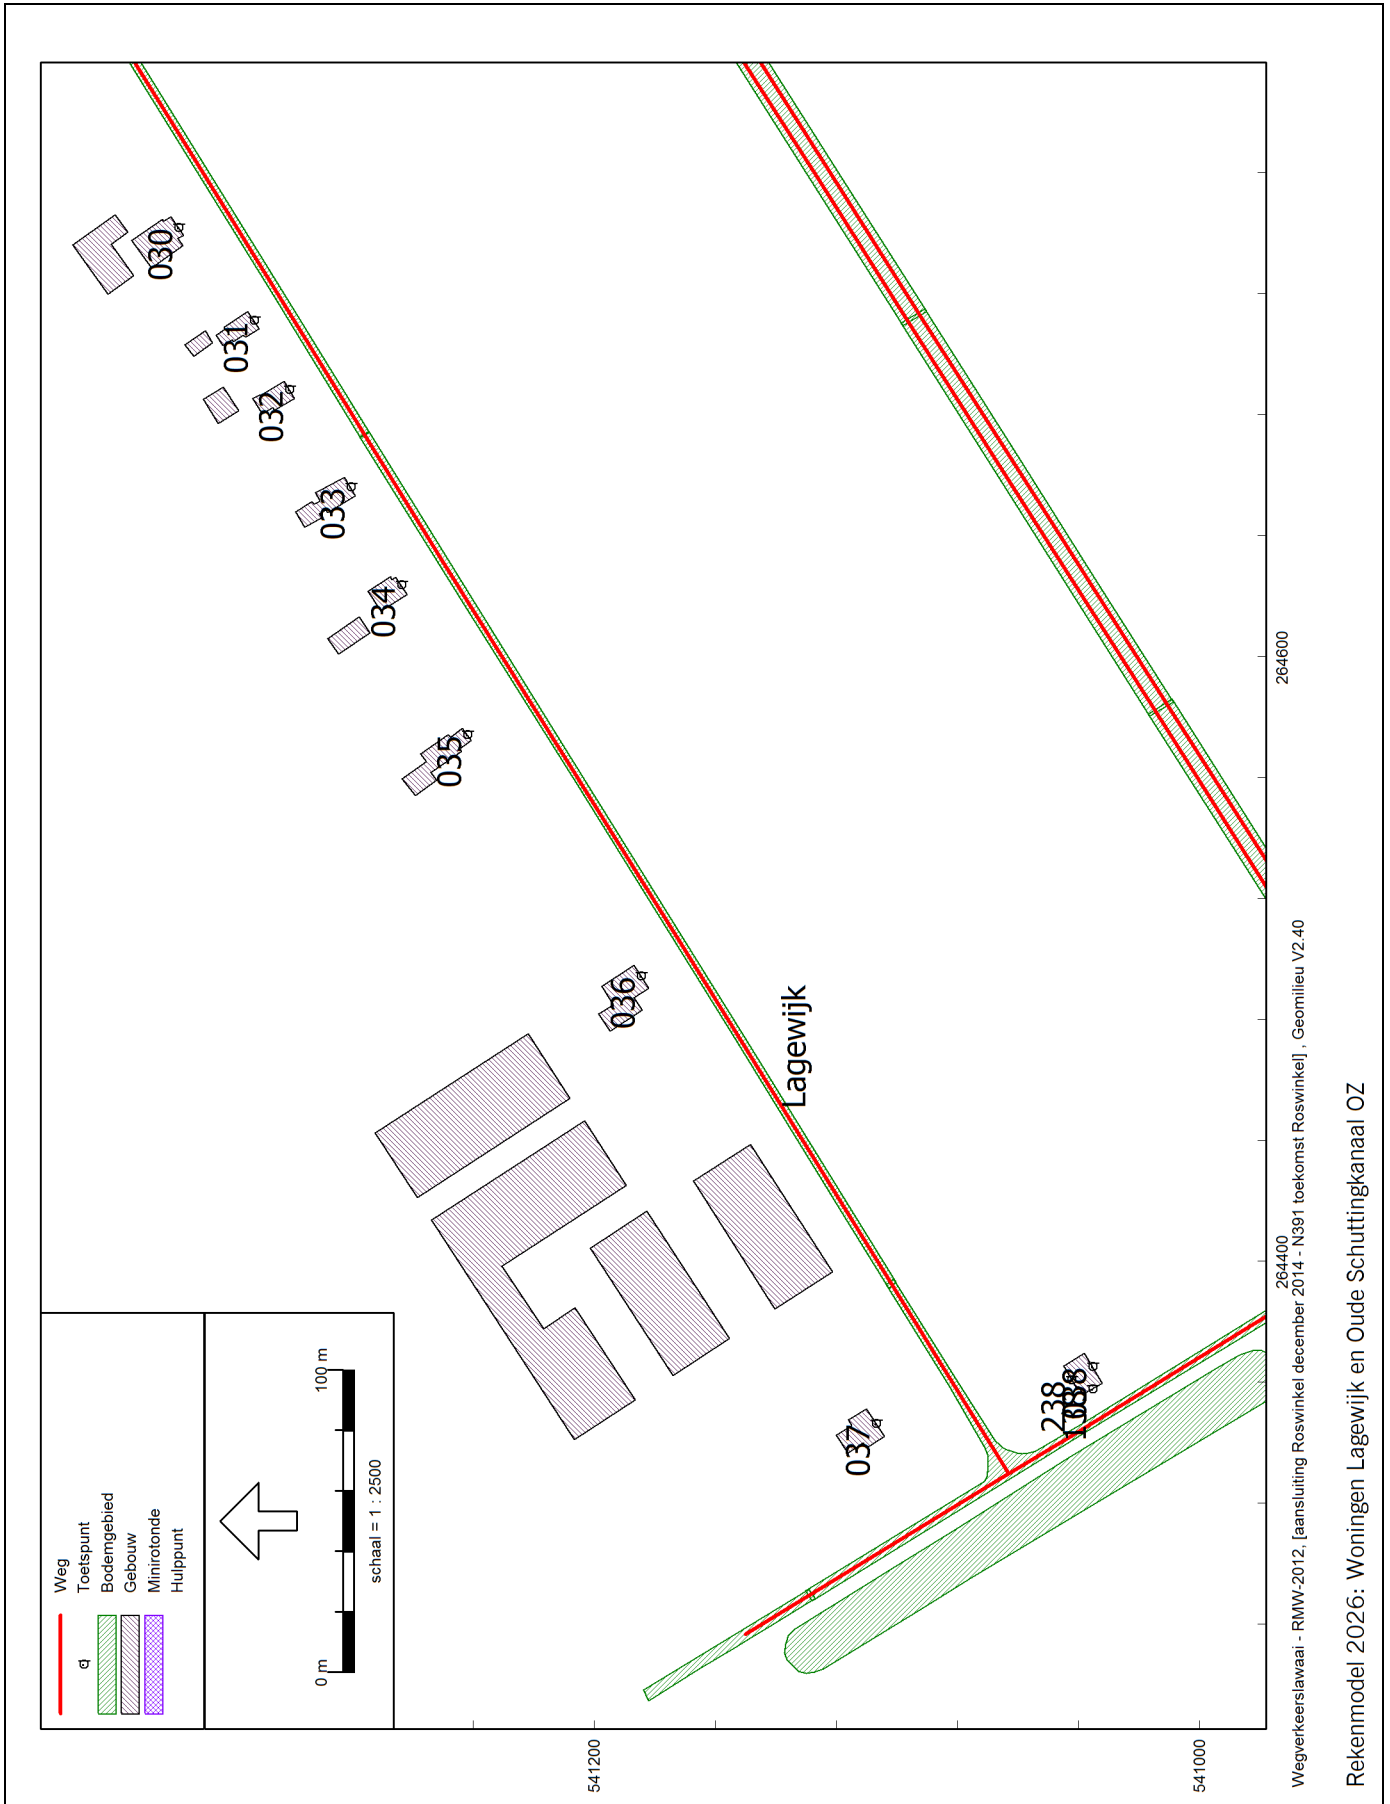 Weg
Toetspunt
Bodemgebied
Gebouw
Minirotonde
Hulppunt
0 m
100 m
schaal = 1 : 2500
030
031
032
033
034
035
036
037
Lagewijk
238
038
541200
541000
264400
264600
Wegverkeerslawaai - RMW-2012, [aansluiting Roswinkel december 2014 - N391 toekomst Roswinkel] , Geomilieu V2.40
Rekenmodel 2026: Woningen Lagewijk en Oude Schuttingkanaal OZ